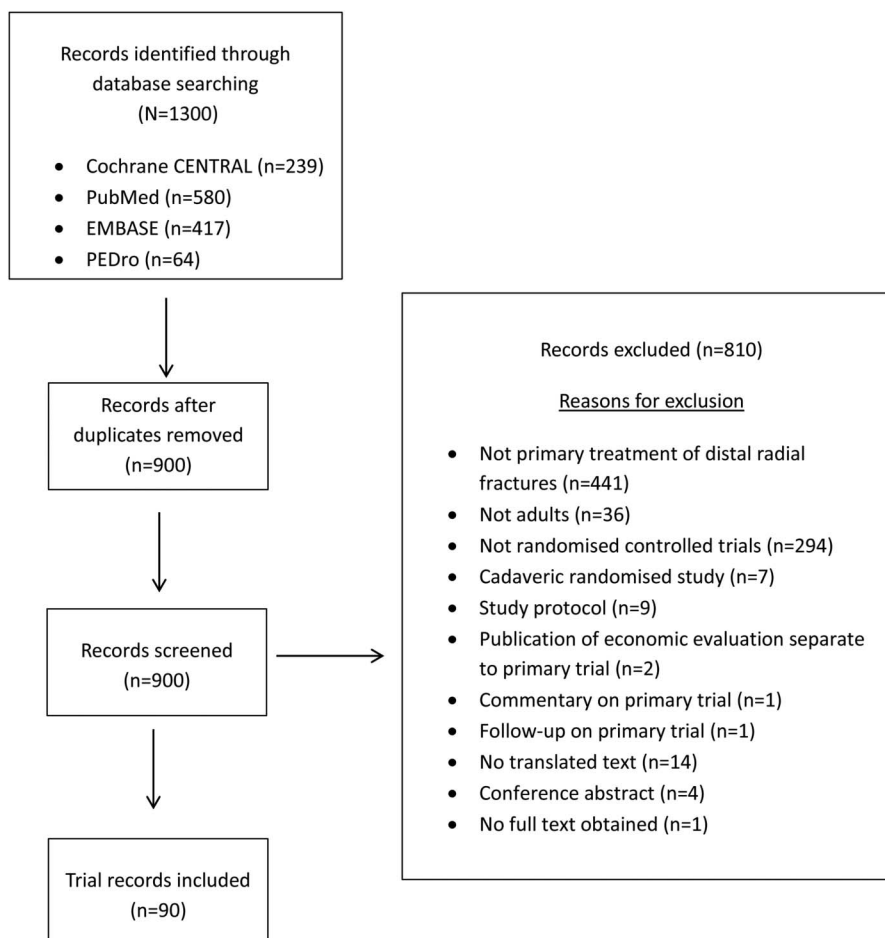 Records identified through
database searching
(N=1300)
• Cochrane CENTRAL (n=239)
• PubMed (n=580)
• EMBASE (n=417)
• PEDro (n=64)
Records after
duplicates removed
(n=900)
Records screened
(n=900)
Records excluded (n=810)
Reasons for exclusion
• Not primary treatment of distal radial
fractures (n=441)
• Not adults (n=36)
• Not randomised controlled trials (n=294)
• Cadaveric randomised study (n=7)
• Study protocol (n=9)
• Publication of economic evaluation separate
to primary trial (n=2)
• Commentary on primary trial (n=1)
• Follow-up on primary trial (n=1)
• No translated text (n=14)
• Conference abstract (n=4)
• No full text obtained (n=1)
Trial records included
(n=90)